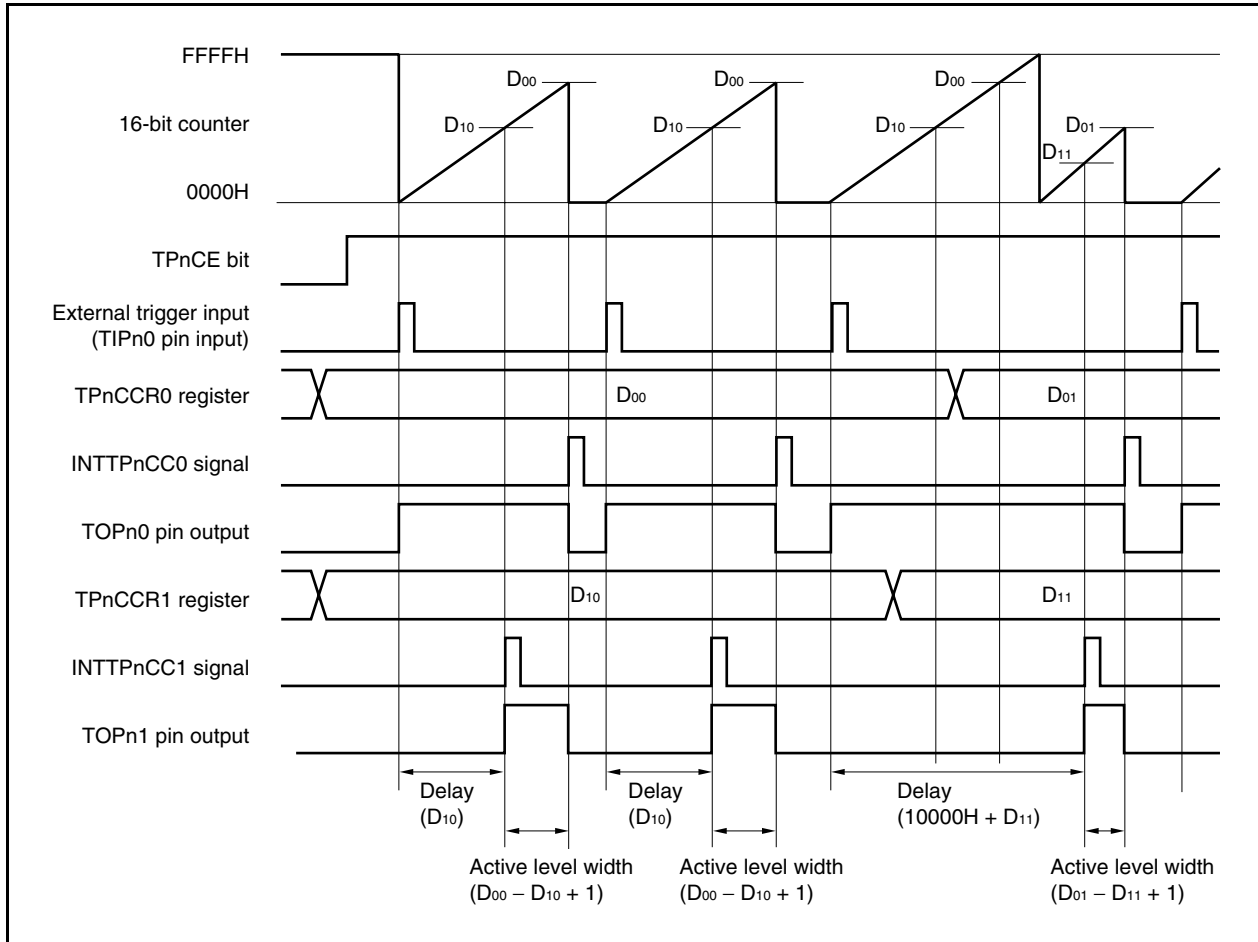 FFFFH
D00
D00
D00
16-bit counter
D10
D10
D10
D01
D11
0000H
TPnCE bit
External trigger input
(TIPn0 pin input)
TPnCCR0 register
D00
D01
INTTPnCC0 signal
TOPn0 pin output
TPnCCR1 register
D10
D11
INTTPnCC1 signal
TOPn1 pin output
Delay
(D10)
Delay
(D10)
Delay
(10000H + D11)
Active level width
(D00 − D10 + 1)
Active level width
(D00 − D10 + 1)
Active level width
(D01 − D11 + 1)